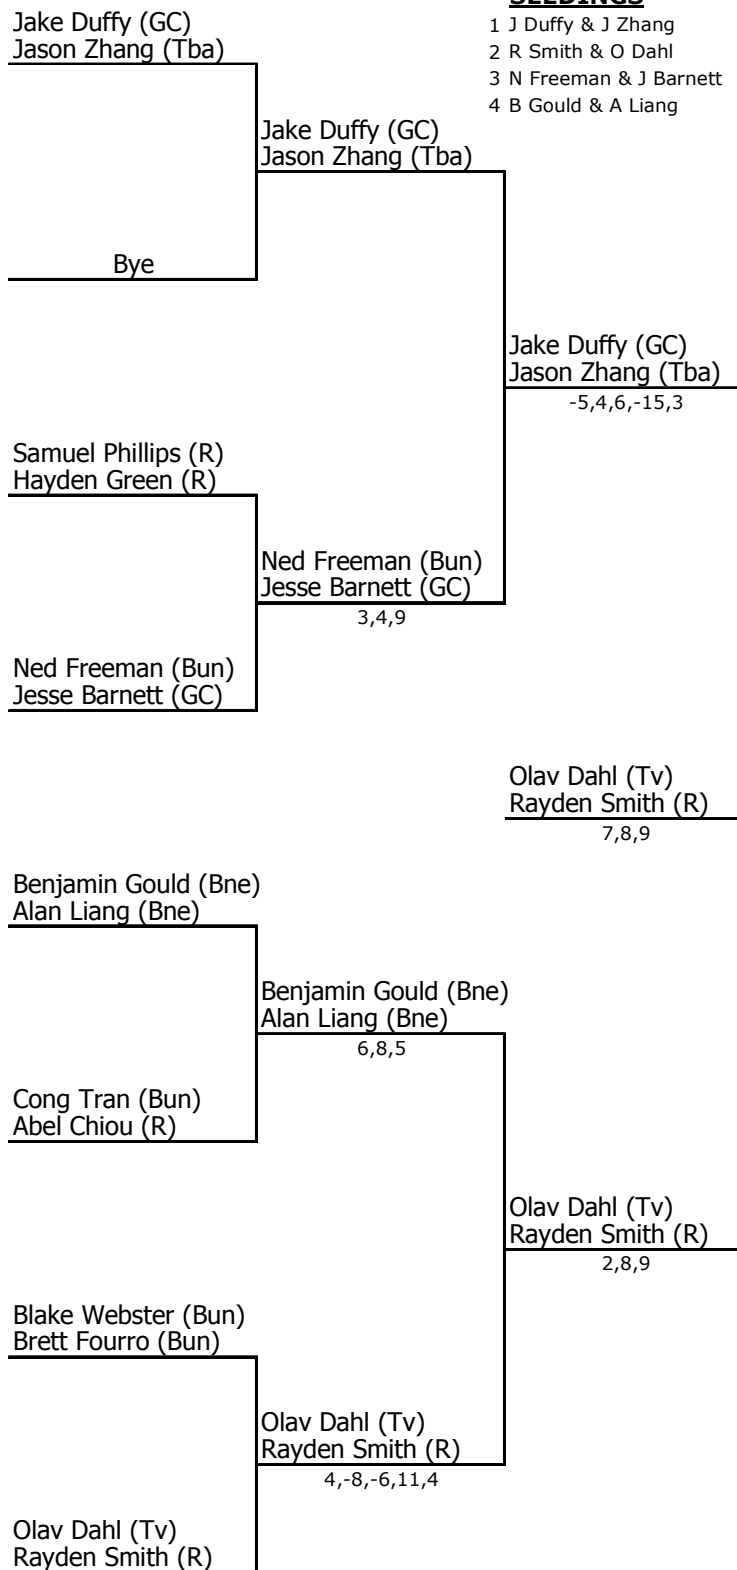 SEEDINGS
1 J Duffy & J Zhang
2 R Smith & O Dahl
3 N Freeman & J Barnett
4 B Gould & A Liang
Jake Duffy (GC)
Jason Zhang (Tba)
Jake Duffy (GC)
Jason Zhang (Tba)
Bye
Jake Duffy (GC)
Jason Zhang (Tba)
-5,4,6,-15,3
Samuel Phillips (R)
Hayden Green (R)
Ned Freeman (Bun)
Jesse Barnett (GC)
3,4,9
Ned Freeman (Bun)
Jesse Barnett (GC)
Olav Dahl (Tv)
Rayden Smith (R)
7,8,9
Benjamin Gould (Bne)
Alan Liang (Bne)
Benjamin Gould (Bne)
Alan Liang (Bne)
6,8,5
Cong Tran (Bun)
Abel Chiou (R)
Olav Dahl (Tv)
Rayden Smith (R)
2,8,9
Blake Webster (Bun)
Brett Fourro (Bun)
Olav Dahl (Tv)
Rayden Smith (R)
4,-8,-6,11,4
Olav Dahl (Tv)
Rayden Smith (R)